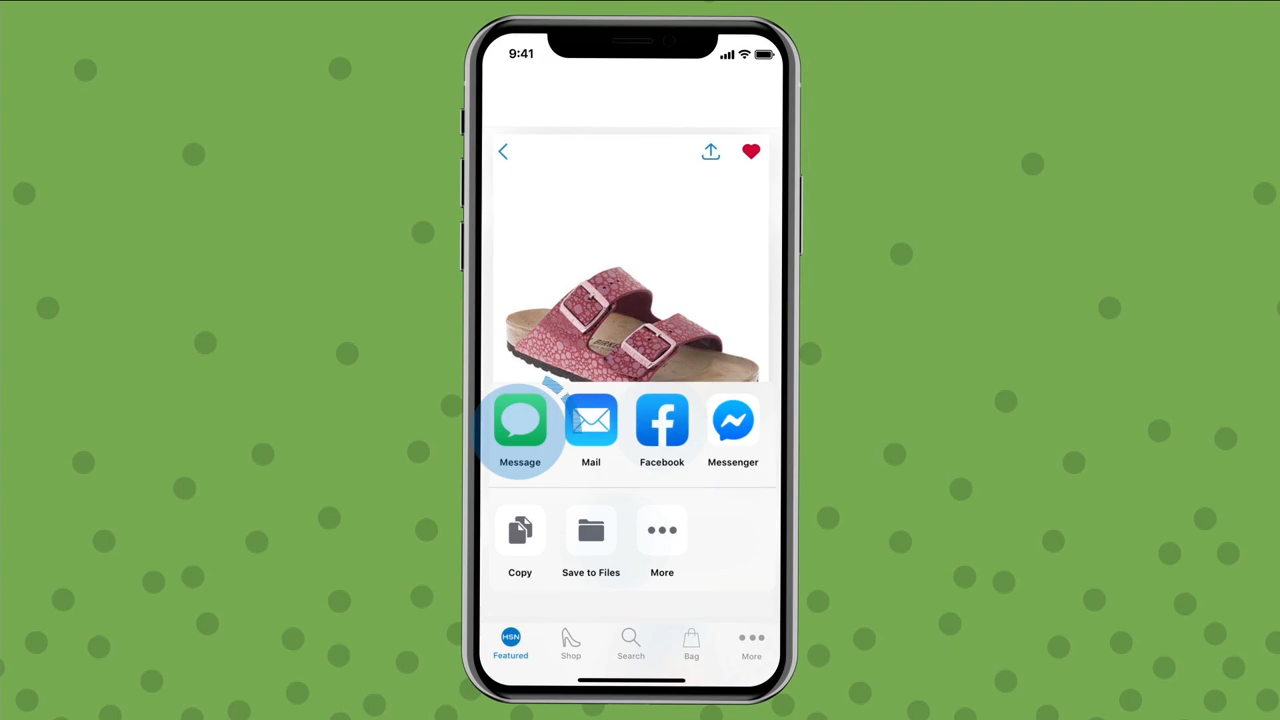 9:41
Message Mail Facebook Messenger
Copy Save to Files More
HSN
Featured Shop Search Bag More